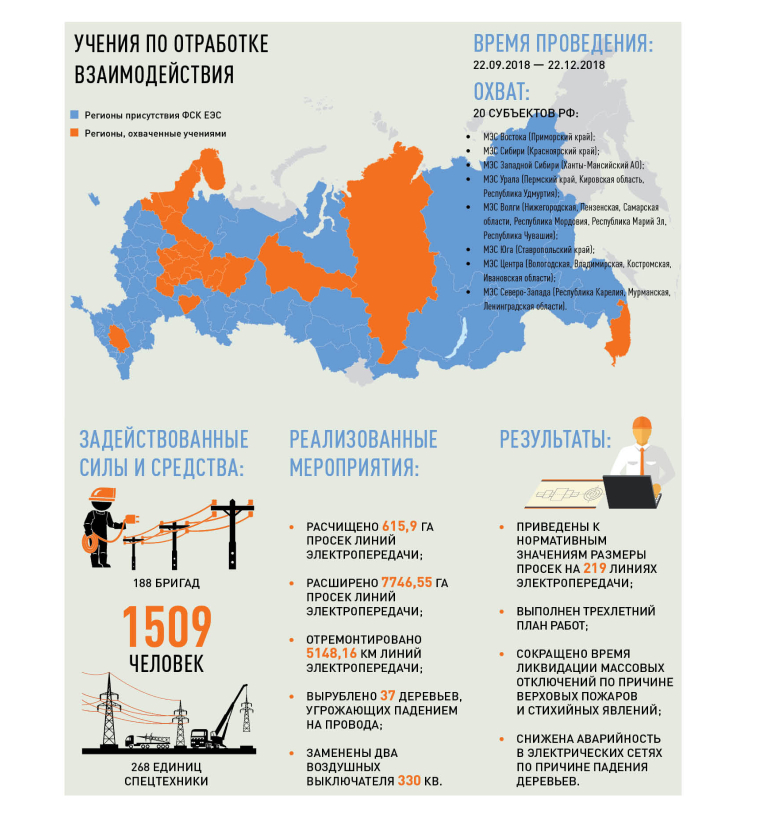 УЧЕНИЯ ПО ОТРАБОТКЕ
ВЗАИМОДЕЙСТВИЯ
Регионы присутствия ФСК ЕЭС
Регионы, охваченные учениями
ВРЕМЯ ПРОВЕДЕНИЯ:
22.09.2018 — 22.12.2018
ОХВАТ:
20 СУБЪЕКТОВ РФ:
• МЭС Востока (Приморский край);
• МЭС Сибири (Красноярский край);
• МЭС Западной Сибири (Ханты-Мансийский АО);
• МЭС Урала (Пермский край, Кировская область,
Республика Удмуртия);
• МЭС Волги (Нижегородская, Пензенская, Самарская
области, Республика Мордовия, Республика Марий Эл,
Республика Чувашия);
• МЭС Юга (Ставропольский край);
• МЭС Центра (Вологодская, Владимирская, Костромская,
Ивановская области);
• МЭС Северо-Запада (Республика Карелия, Мурманская,
Ленинградская области).
ЗАДЕЙСТВОВАННЫЕ
СИЛЫ И СРЕДСТВА:
188 БРИГАД
1509
ЧЕЛОВЕК
268 ЕДИНИЦ
СПЕЦТЕХНИКИ
РЕАЛИЗОВАННЫЕ
МЕРОПРИЯТИЯ:
• РАСЧИЩЕНО 615,9 ГА
ПРОСЕК ЛИНИЙ
ЭЛЕКТРОПЕРЕДАЧИ;
• РАСШИРЕНО 7746,55 ГА
ПРОСЕК ЛИНИЙ
ЭЛЕКТРОПЕРЕДАЧИ;
• ОТРЕМОНТИРОВАНО
5148,16 КМ ЛИНИЙ
ЭЛЕКТРОПЕРЕДАЧИ;
• ВЫРУБЛЕНО 37 ДЕРЕВЬЕВ,
УГРОЖАЮЩИХ ПАДЕНИЕМ
НА ПРОВОДА;
• ЗАМЕНЕНЫ ДВА
ВОЗДУШНЫХ
ВЫКЛЮЧАТЕЛЯ 330 КВ.
РЕЗУЛЬТАТЫ:
• ПРИВЕДЕНЫ К
НОРМАТИВНЫМ
ЗНАЧЕНИЯМ РАЗМЕРЫ
ПРОСЕК НА 219 ЛИНИЯХ
ЭЛЕКТРОПЕРЕДАЧИ;
• ВЫПОЛНЕН ТРЕХЛЕТНИЙ
ПЛАН РАБОТ;
• СОКРАЩЕНО ВРЕМЯ
ЛИКВИДАЦИИ МАССОВЫХ
ОТКЛЮЧЕНИЙ ПО ПРИЧИНЕ
ВЕРХОВЫХ ПОЖАРОВ
И СТИХИЙНЫХ ЯВЛЕНИЙ;
• СНИЖЕНА АВАРИЙНОСТЬ
В ЭЛЕКТРИЧЕСКИХ СЕТЯХ
ПО ПРИЧИНЕ ПАДЕНИЯ
ДЕРЕВЬЕВ.